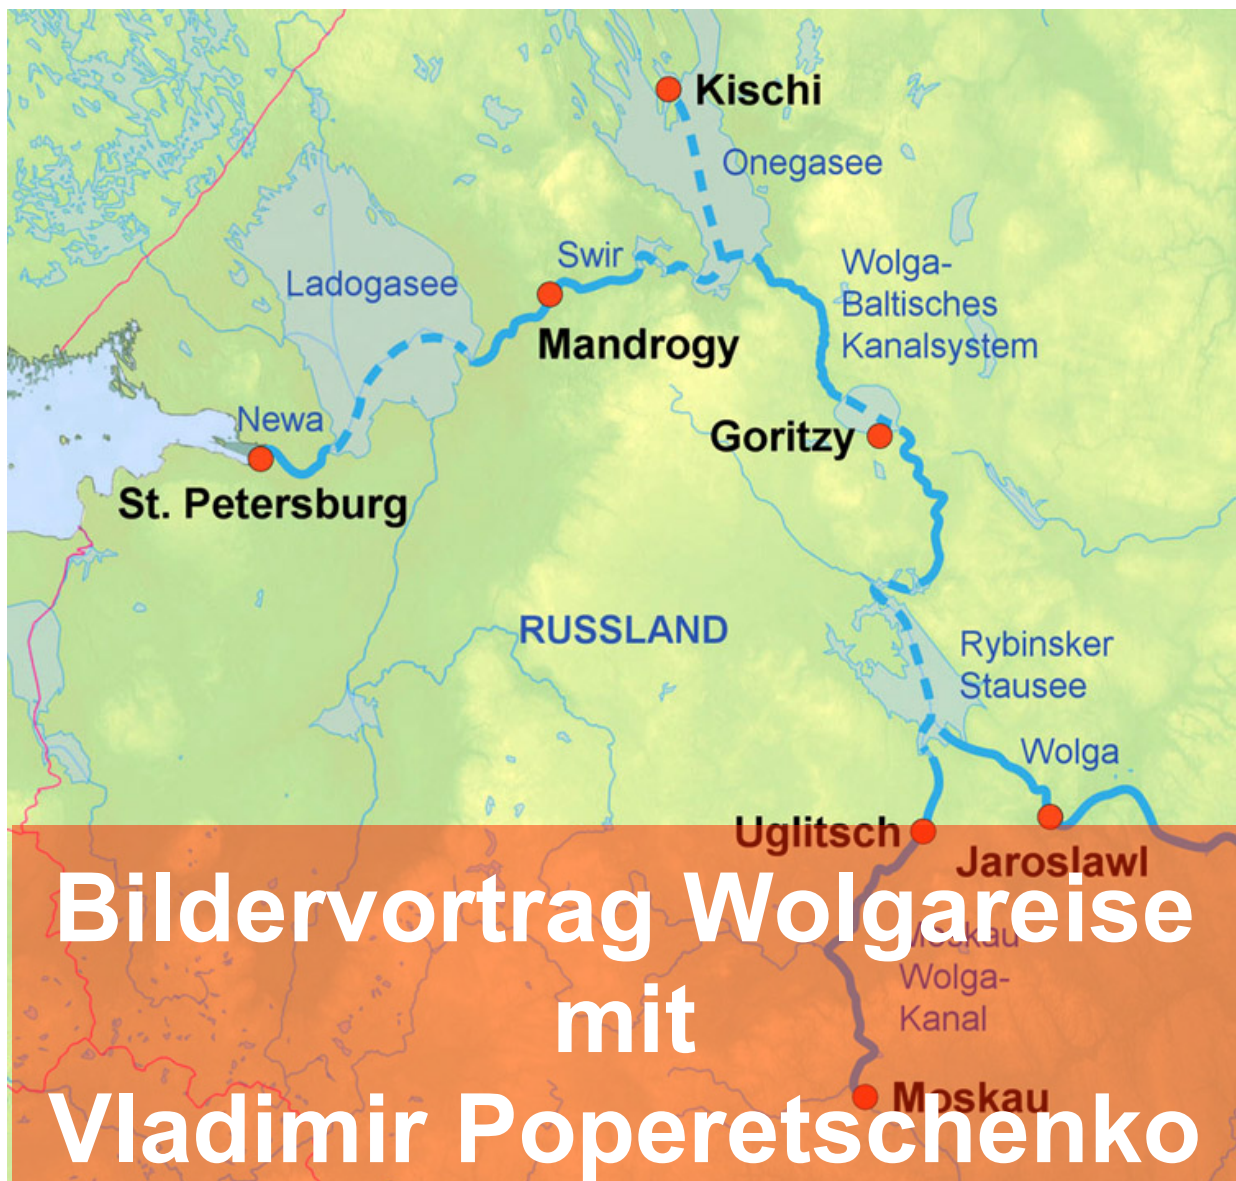 Kischi
Onegasee
Swir
Ladogasee
Wolga-
Baltisches
Kanalsystem
Mandrogy
Newa
Goritzy
St. Petersburg
RUSSLAND
Rybinsker
Stausee
Wolga
Uglitsch
Jaroslawl
Bildervortrag Wolgareise
Moskau
Wolga-
Kanal
mit
Moskau
Vladimir Poperetschenko